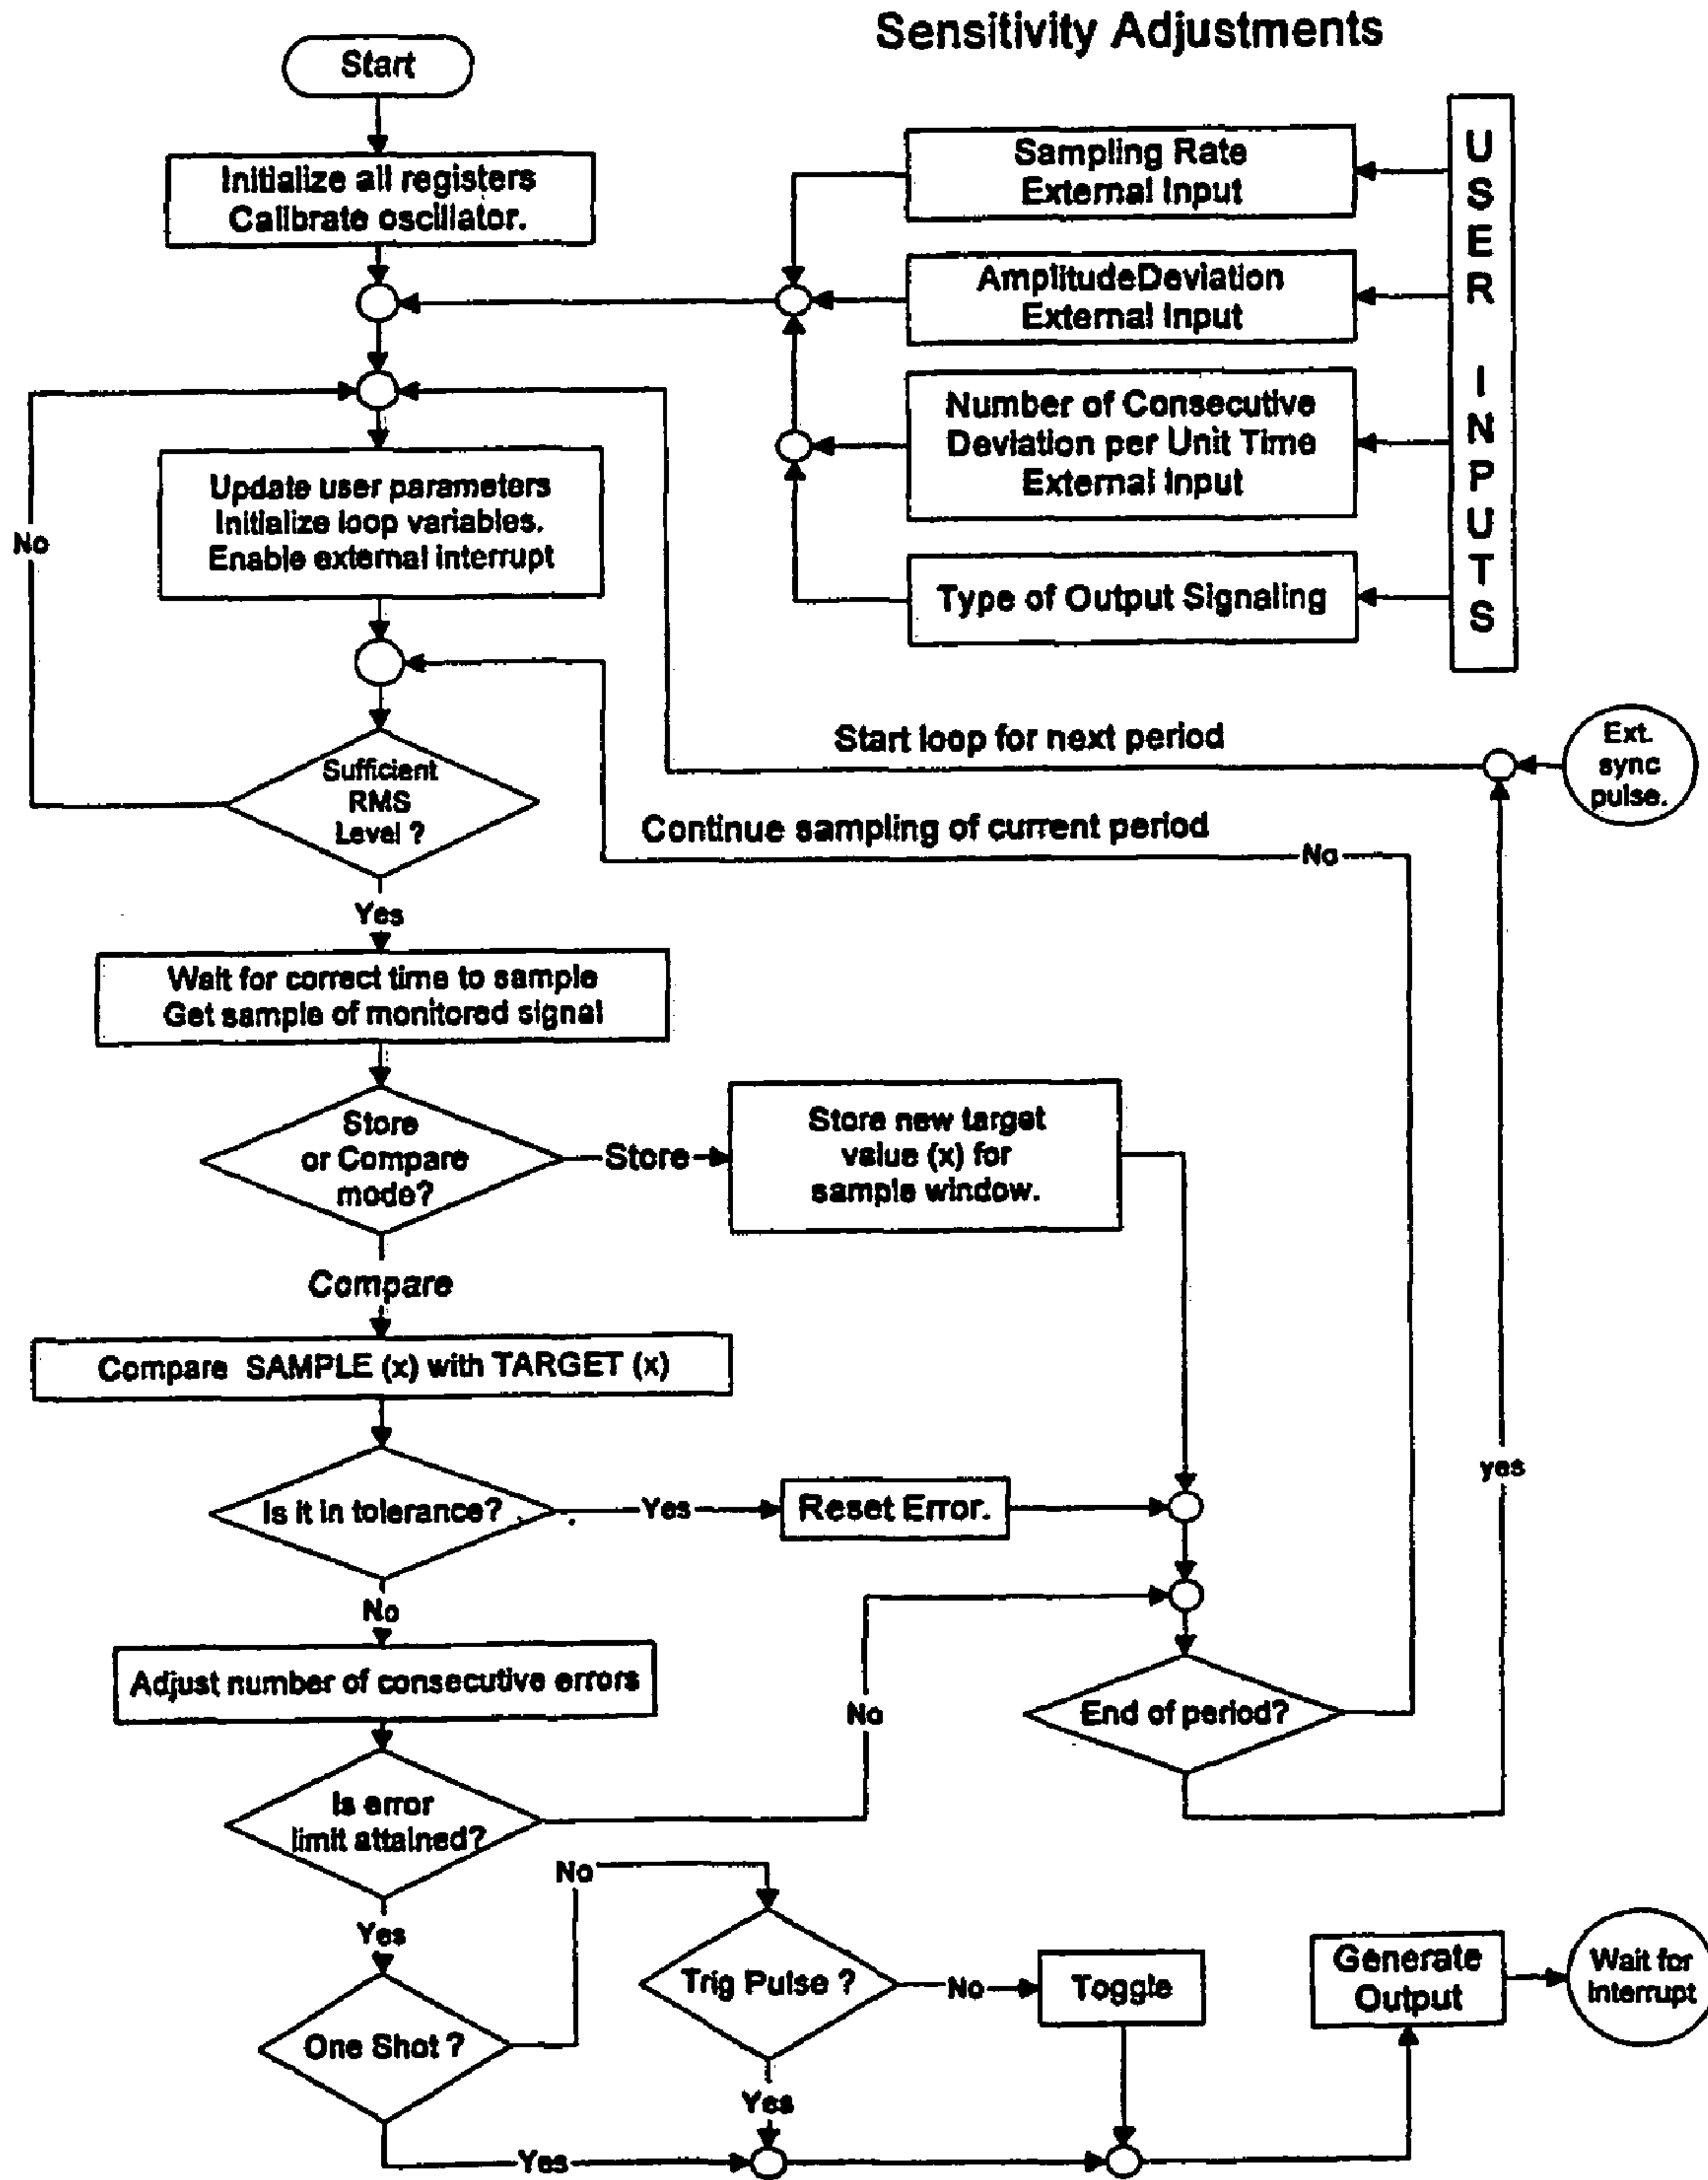 Sensitivity Adjustments
Start
Initialize all registers
Calibrate oscillator.
Sampling Rate
External Input
AmplitudeDeviation
External Input
Number of Consecutive
Deviation per Unit Time
External Input
Type of Output Signaling
USER INPUTS
No
Update user parameters
Initialize loop variables.
Enable external interrupt
Start loop for next period
Ext.
sync
pulse.
Sufficient
RMS
Level ?
Continue sampling of current period
No
Yes
Wait for correct time to sample
Get sample of monitored signal
Store
or Compare
mode?
Store
Store new target
value (x) for
sample window.
Compare
Compare SAMPLE (x) with TARGET (x)
Is it in tolerance?
Yes
Reset Error.
yes
No
Adjust number of consecutive errors
No
End of period?
Is error
limit attained?
No
Yes
Trig Pulse ?
No
Toggle
Generate
Output
Wait for
Interrupt
One Shot ?
Yes
Yes